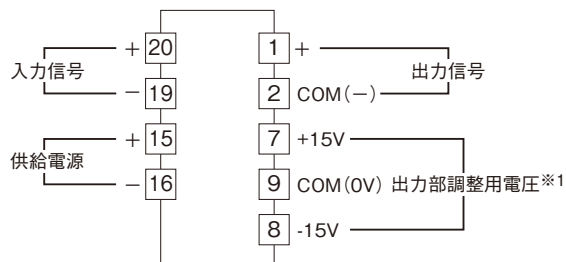 + 20 1 +
入力信号 出力信号
− 19 2 COM(−)
+ 15 7 +15V
供給電源
− 16 9 COM(0V) 出力部調整用電圧※1
8 -15V